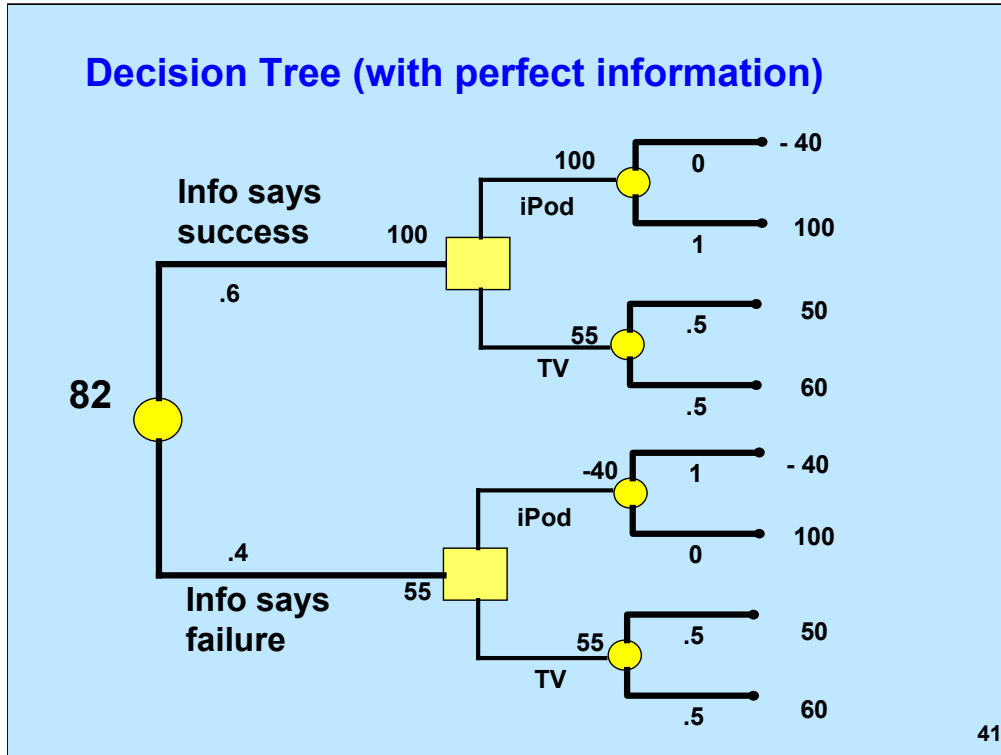 Decision Tree (with perfect information)
- 40
100
0
Info says
success
iPod
100
100
1
.6
50
.5
55
TV
60
.5
82
- 40
-40
1
iPod
100
0
.4
55
Info says
failure
50
55
.5
TV
60
.5
41